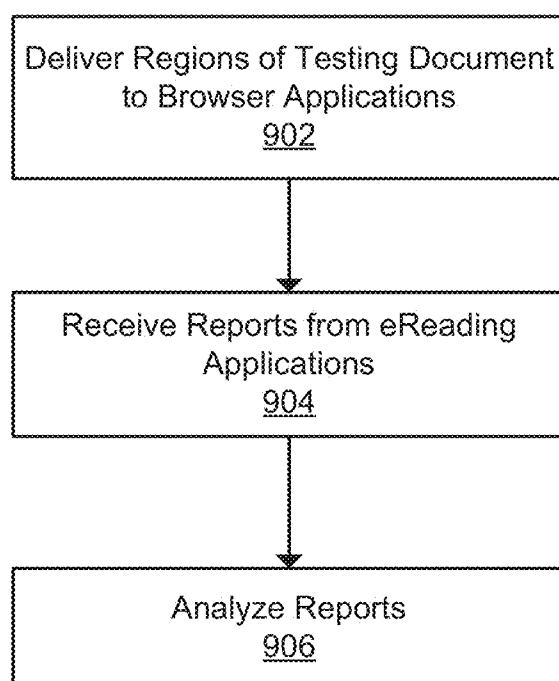 Deliver Regions of Testing Document
to Browser Applications
902
Receive Reports from eReading
Applications
904
Analyze Reports
906